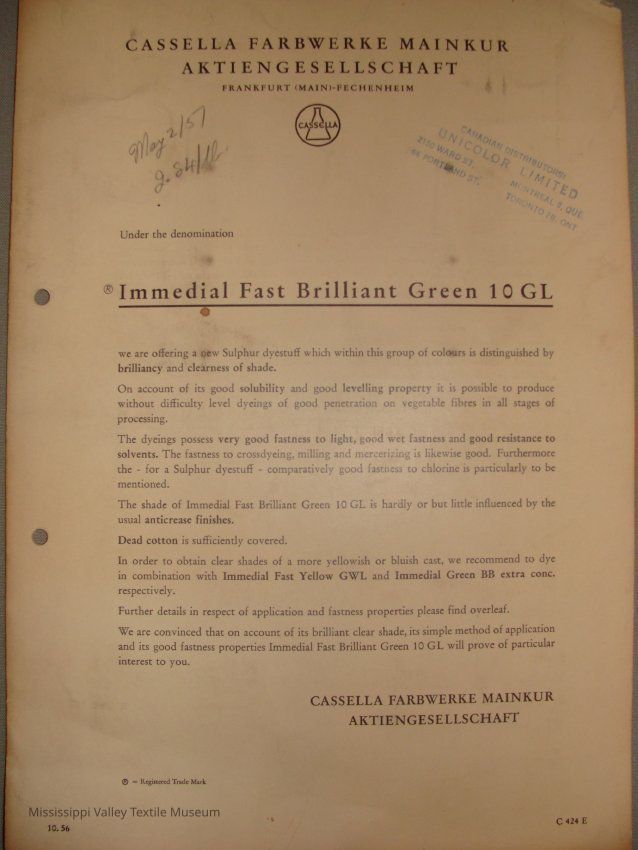 CASSELLA FARBWERKE MAINKUR
AKTIENGESELLSCHAFT
FRANKFURT (MAIN)-FECHENHEIM
CASSELLA
May 2/57
CANADIAN DISTRIBUTORS:
UNICOLOR LIMITED
2150 WARD ST. MONTREAL 9, QUE
66 PORTLAND ST. TORONTO 2B, ONT
Under the denomination
® Immedial Fast Brilliant Green 10 GL
we are offering a new Sulphur dyestuff which within this group of colours is distinguished by
brilliancy and clearness of shade.
On account of its good solubility and good levelling property it is possible to produce
without difficulty level dyeings of good penetration on vegetable fibres in all stages of
processing.
The dyeings possess very good fastness to light, good wet fastness and good resistance to
solvents. The fastness to crossdyeing, milling and mercerizing is likewise good. Furthermore
the - for a Sulphur dyestuff - comparatively good fastness to chlorine is particularly to be
mentioned.
The shade of Immedial Fast Brilliant Green 10 GL is hardly or but little influenced by the
usual anticrease finishes.
Dead cotton is sufficiently covered.
In order to obtain clear shades of a more yellowish or bluish cast, we recommend to dye
in combination with Immedial Fast Yellow GWL and Immedial Green BB extra conc.
respectively.
Further details in respect of application and fastness properties please find overleaf.
We are convinced that on account of its brilliant clear shade, its simple method of application
and its good fastness properties Immedial Fast Brilliant Green 10 GL will prove of particular
interest to you.
CASSELLA FARBWERKE MAINKUR
AKTIENGESELLSCHAFT
® = Registered Trade Mark
Mississippi Valley Textile Museum
10. 56
C 424 E